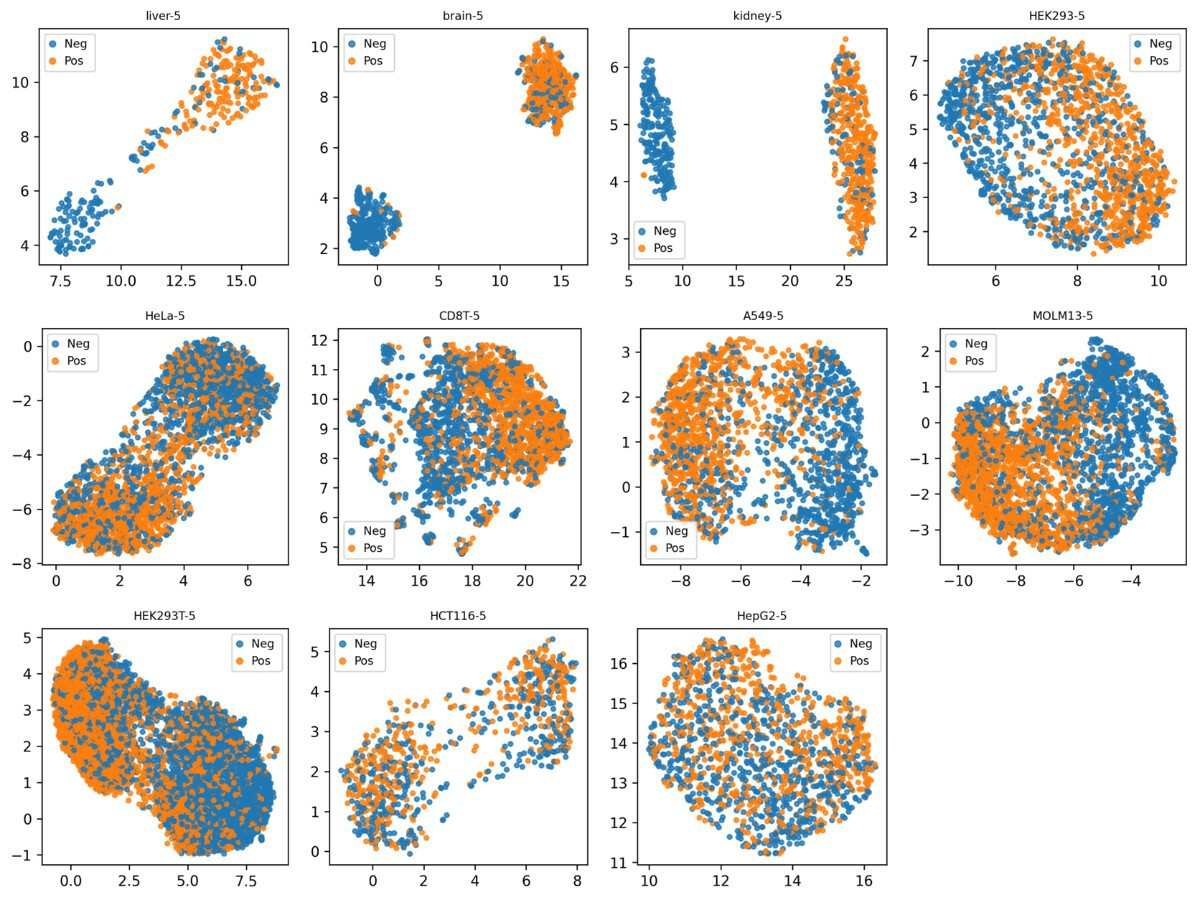 liver-5
Neg
Pos
10
8
6
4
7.5 10.0 12.5 15.0
brain-5
Neg
Pos
10
8
6
4
2
0 5 10 15
kidney-5
6
5
4
3
Neg
Pos
5 10 15 20 25
HEK293-5
Neg
Pos
7
6
5
4
3
2
6 8 10
HeLa-5
Neg
Pos
0
−2
−4
−6
−8
0 2 4 6
CD8T-5
12
11
10
9
8
7
6
5
Neg
Pos
14 16 18 20 22
A549-5
3
2
1
0
−1
Neg
Pos
−8 −6 −4 −2
MOLM13-5
Neg
Pos
2
1
0
−1
−2
−3
−10 −8 −6 −4
HEK293T-5
Neg
Pos
5
4
3
2
1
0
−1
0.0 2.5 5.0 7.5
HCT116-5
Neg
Pos
5
4
3
2
1
0
0 2 4 6 8
HepG2-5
Neg
Pos
16
15
14
13
12
11
10 12 14 16